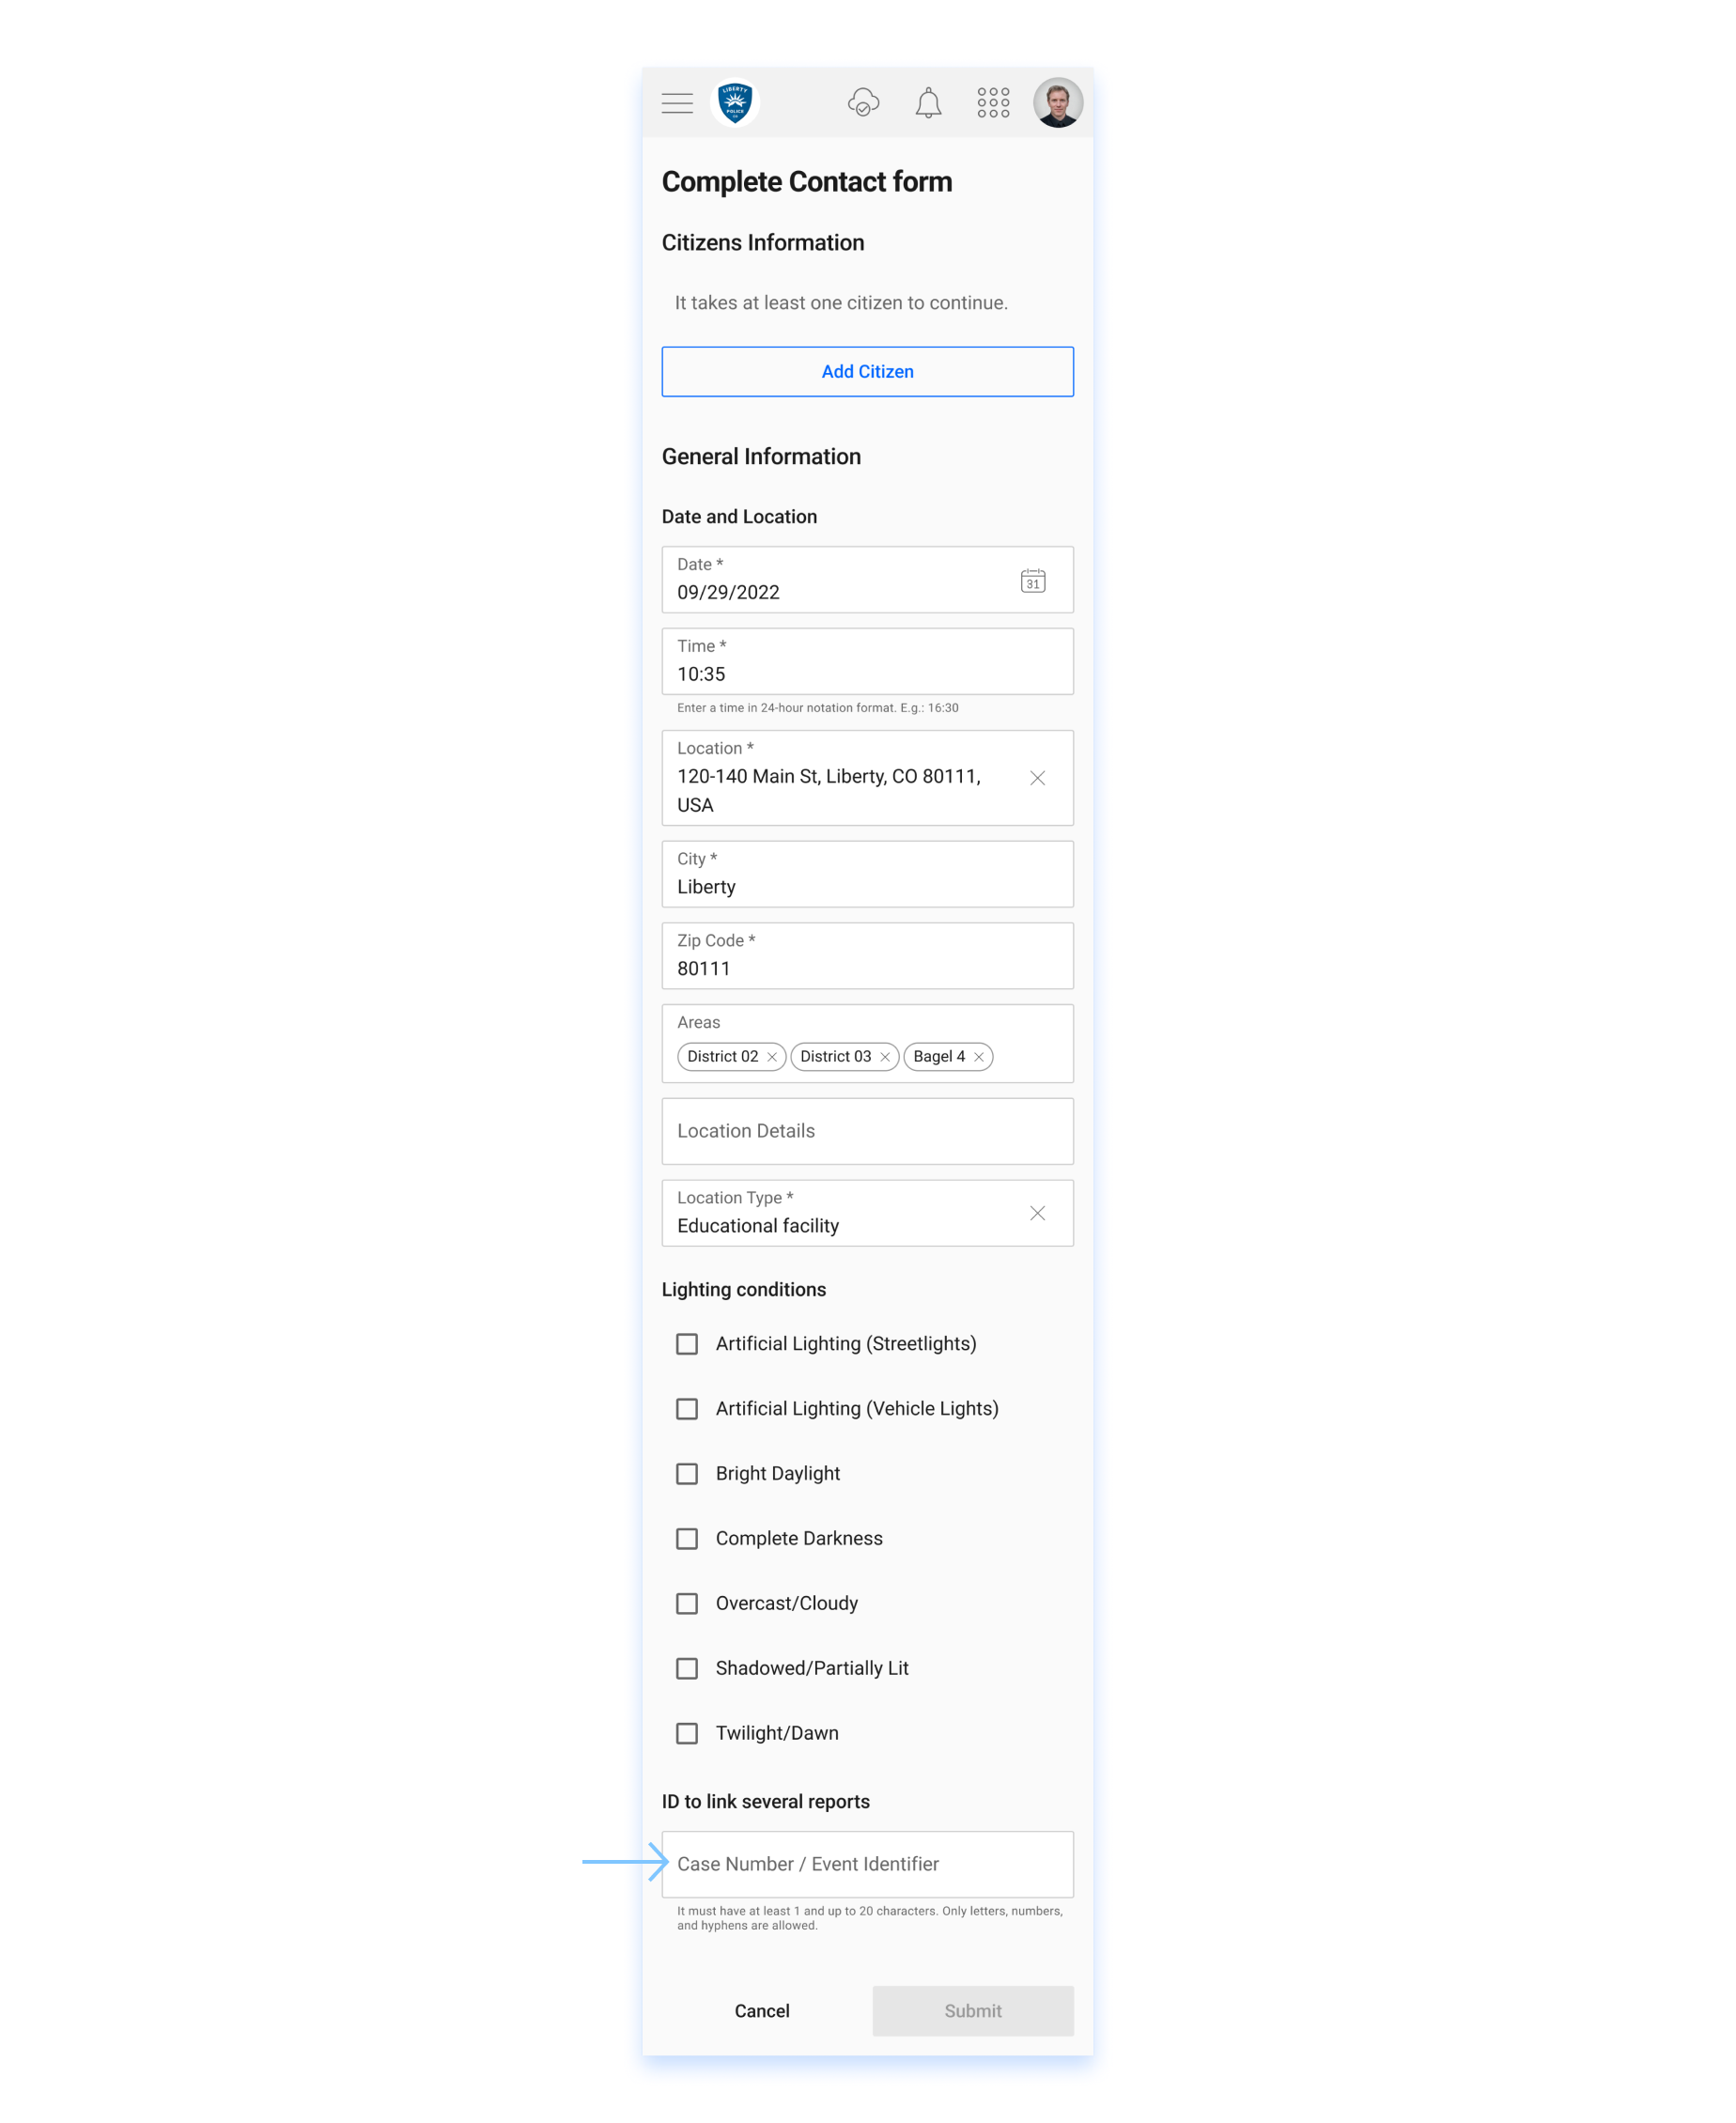 LIBERTY
POLICE
CO
Complete Contact form
Citizens Information
It takes at least one citizen to continue.
Add Citizen
General Information
Date and Location
Date *
09/29/2022
31
Time *
10:35
Enter a time in 24-hour notation format. E.g.: 16:30
Location *
120-140 Main St, Liberty, CO 80111,
USA
City *
Liberty
Zip Code *
80111
Areas
District 02 District 03 Bagel 4
Location Details
Location Type *
Educational facility
Lighting conditions
Artificial Lighting (Streetlights)
Artificial Lighting (Vehicle Lights)
Bright Daylight
Complete Darkness
Overcast/Cloudy
Shadowed/Partially Lit
Twilight/Dawn
ID to link several reports
Case Number / Event Identifier
It must have at least 1 and up to 20 characters. Only letters, numbers,
and hyphens are allowed.
Cancel Submit